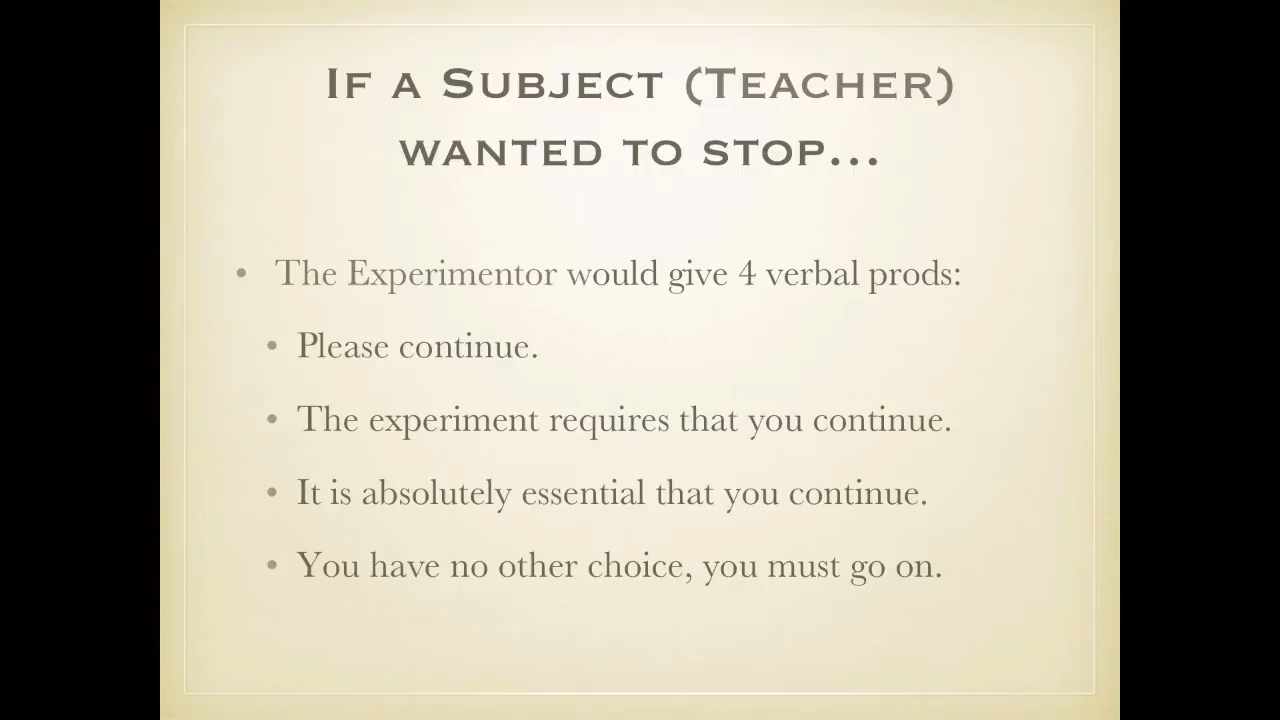 If a Subject (Teacher)
wanted to stop...
• The Experimentor would give 4 verbal prods:
• Please continue.
• The experiment requires that you continue.
• It is absolutely essential that you continue.
• You have no other choice, you must go on.